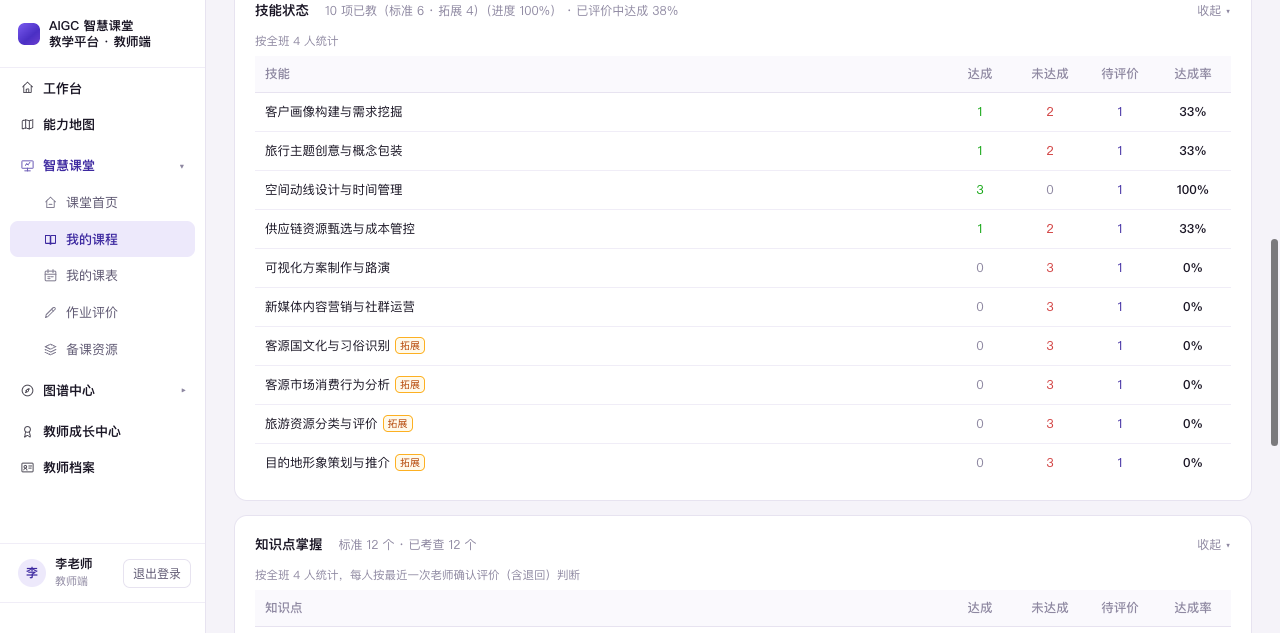 AIGC 智慧课堂
教学平台 · 教师端
工作台
能力地图
智慧课堂 ▾
课堂首页
我的课程
我的课表
作业评价
备课资源
图谱中心 ▸
教师成长中心
教师档案
李 李老师
教师端
退出登录
技能状态 10 项已教（标准 6 · 拓展 4）（进度 100%） · 已评价中达成 38% 收起 ▾
按全班 4 人统计
技能 达成 未达成 待评价 达成率
客户画像构建与需求挖掘 1 2 1 33%
旅行主题创意与概念包装 1 2 1 33%
空间动线设计与时间管理 3 0 1 100%
供应链资源甄选与成本管控 1 2 1 33%
可视化方案制作与路演 0 3 1 0%
新媒体内容营销与社群运营 0 3 1 0%
客源国文化与习俗识别 拓展 0 3 1 0%
客源市场消费行为分析 拓展 0 3 1 0%
旅游资源分类与评价 拓展 0 3 1 0%
目的地形象策划与推介 拓展 0 3 1 0%
知识点掌握 标准 12 个 · 已考查 12 个 收起 ▾
按全班 4 人统计，每人按最近一次老师确认评价（含退回）判断
知识点 达成 未达成 待评价 达成率